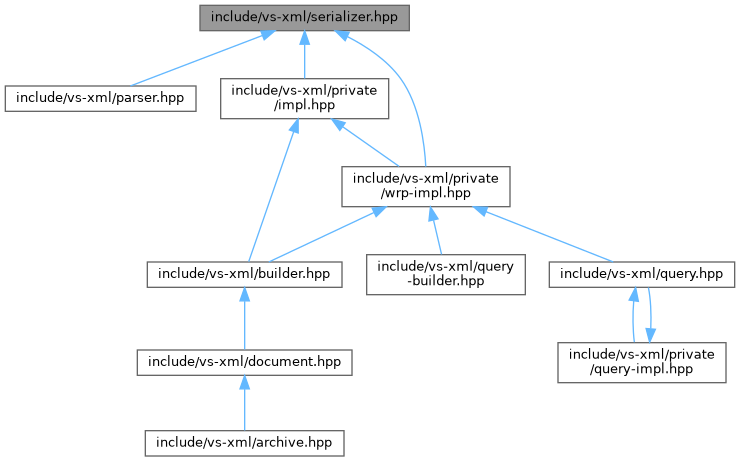 include/vs-xml/serializer.hpp
include/vs-xml/parser.hpp
include/vs-xml/private
/impl.hpp
include/vs-xml/private
/wrp-impl.hpp
include/vs-xml/builder.hpp
include/vs-xml/query
-builder.hpp
include/vs-xml/query.hpp
include/vs-xml/document.hpp
include/vs-xml/private
/query-impl.hpp
include/vs-xml/archive.hpp